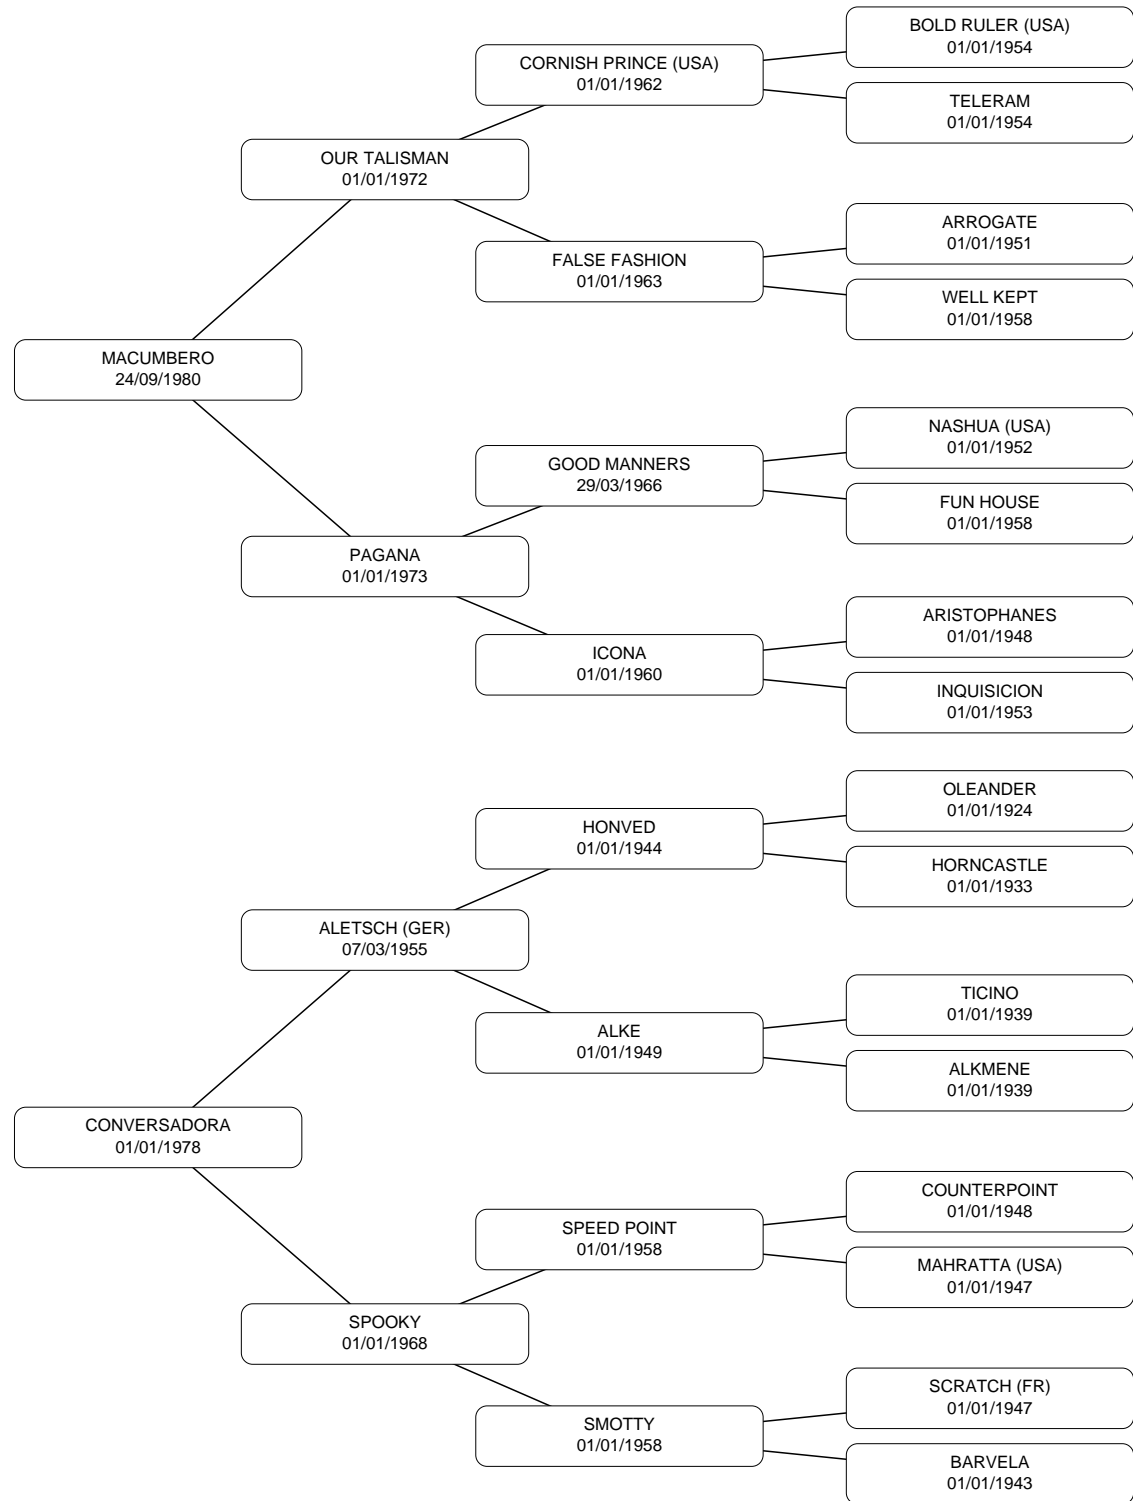 BOLD RULER (USA)
01/01/1954
CORNISH PRINCE (USA)
01/01/1962
TELERAM
01/01/1954
OUR TALISMAN
01/01/1972
ARROGATE
01/01/1951
FALSE FASHION
01/01/1963
WELL KEPT
01/01/1958
MACUMBERO
24/09/1980
NASHUA (USA)
01/01/1952
GOOD MANNERS
29/03/1966
FUN HOUSE
01/01/1958
PAGANA
01/01/1973
ARISTOPHANES
01/01/1948
ICONA
01/01/1960
INQUISICION
01/01/1953
OLEANDER
01/01/1924
HONVED
01/01/1944
HORNCASTLE
01/01/1933
ALETSCH (GER)
07/03/1955
TICINO
01/01/1939
ALKE
01/01/1949
ALKMENE
01/01/1939
CONVERSADORA
01/01/1978
COUNTERPOINT
01/01/1948
SPEED POINT
01/01/1958
MAHRATTA (USA)
01/01/1947
SPOOKY
01/01/1968
SCRATCH (FR)
01/01/1947
SMOTTY
01/01/1958
BARVELA
01/01/1943